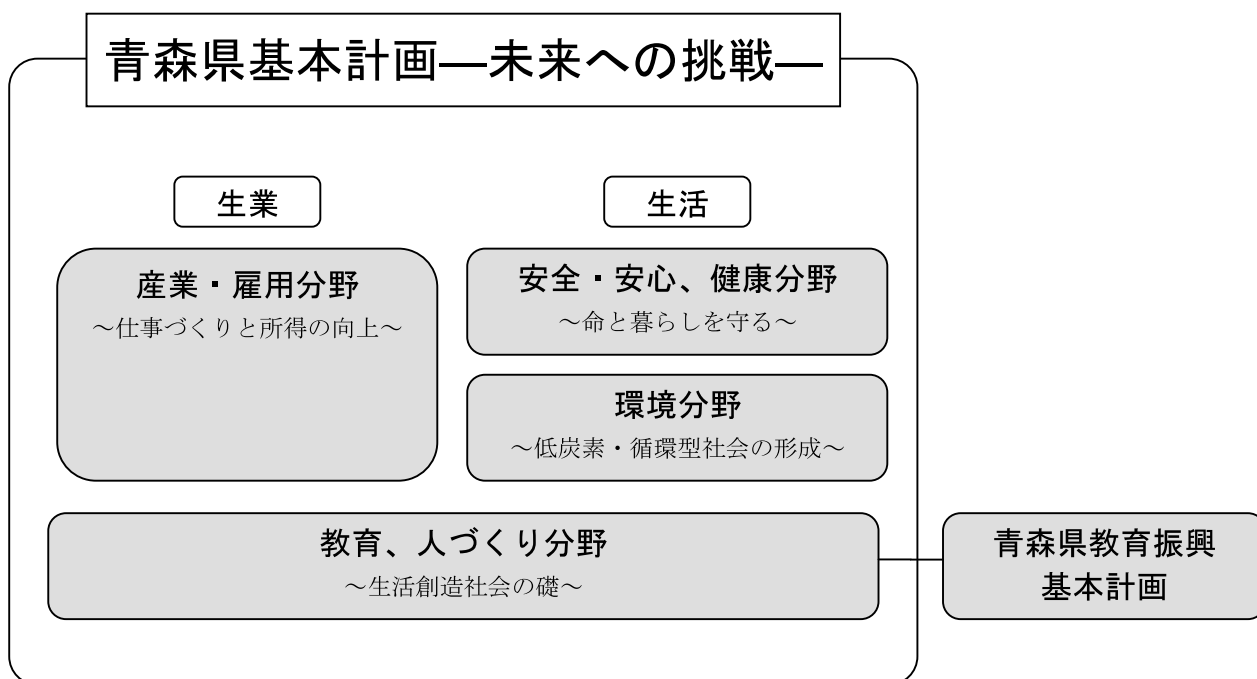 青森県基本計画―未来への挑戦―
生業
産業・雇用分野
～仕事づくりと所得の向上～
生活
安全・安心、健康分野
～命と暮らしを守る～
環境分野
～低炭素・循環型社会の形成～
教育、人づくり分野
～生活創造社会の礎～
青森県教育振興
基本計画